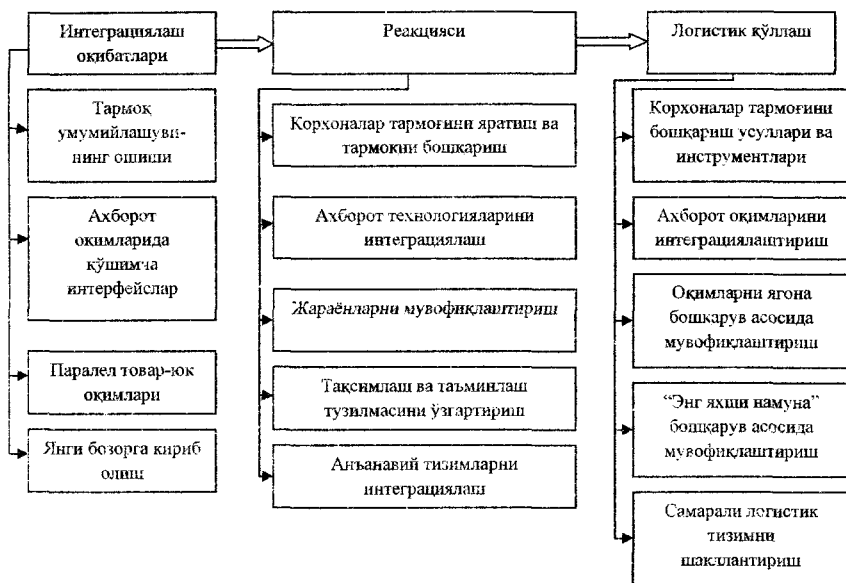 Интеграциялаш
оқибатлари
Реакцияси
Логистик қўллаш
Тармоқ
умумийлашуви-
нинг ошиши
Ахборот
оқимларида
қўшимча
интерфейслар
Паралел товар-юк
оқимлари
Янги бозорга кириб
олиш
Корхоналар тармоғини яратиш ва
тармоқни бошқариш
Ахборот технологияларини
интеграциялаш
Жараёнларни мувофиқлаштириш
Тақсимлаш ва таъминлаш
тузилмасини ўзгартириш
Анъанавий тизимларни
интеграциялаш
Корхоналар тармоғини
бошқариш усуллари ва
инструментлари
Ахборот оқимларини
интеграциялаштириш
Оқимларни ягона
бошқарув асосида
мувофиқлаштириш
“Энг яхши намуна”
бошқарув асосида
мувофиқлаштириш
Самарали логистик
тизимни
шакллантириш